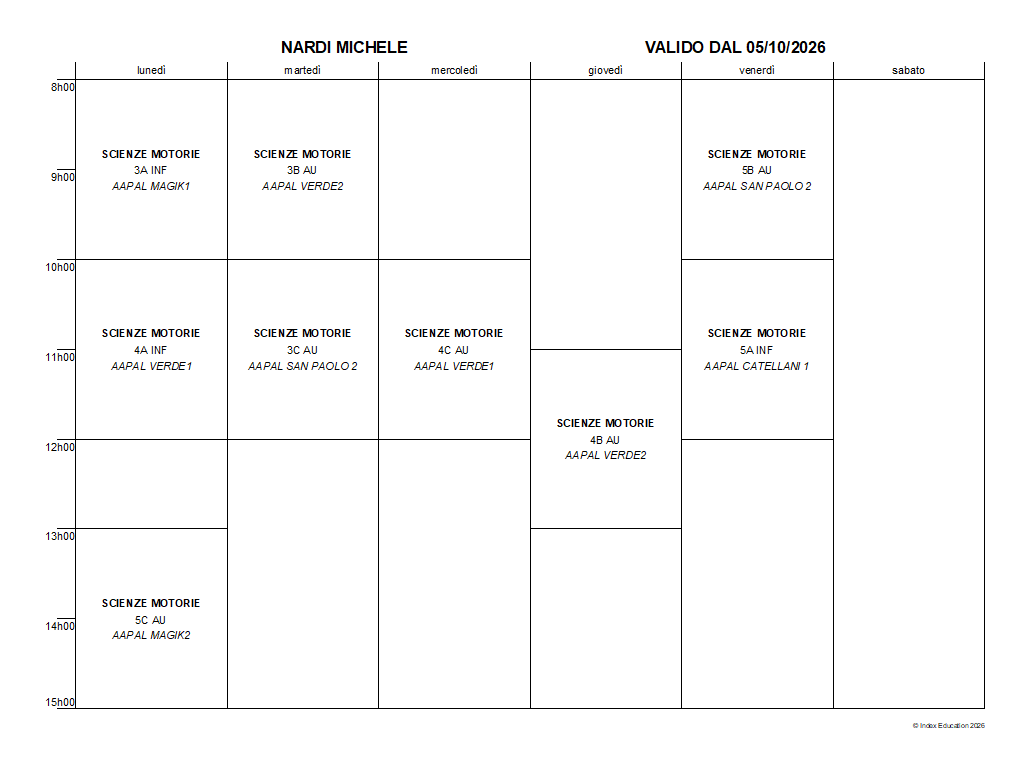 NARDI MICHELE
VALIDO DAL 05/10/2026
lunedì
martedì
mercoledì
giovedì
venerdì
sabato
8h00
SCIENZE MOTORIE
3A INF
AAPAL MAGIK1
SCIENZE MOTORIE
3B AU
AAPAL VERDE2
SCIENZE MOTORIE
5B AU
AAPAL SAN PAOLO 2
9h00
10h00
SCIENZE MOTORIE
4A INF
AAPAL VERDE1
SCIENZE MOTORIE
3C AU
AAPAL SAN PAOLO 2
SCIENZE MOTORIE
4C AU
AAPAL VERDE1
SCIENZE MOTORIE
5A INF
AAPAL CATELLANI 1
11h00
SCIENZE MOTORIE
4B AU
AAPAL VERDE2
12h00
13h00
SCIENZE MOTORIE
5C AU
AAPAL MAGIK2
14h00
15h00
© Index Education 2026